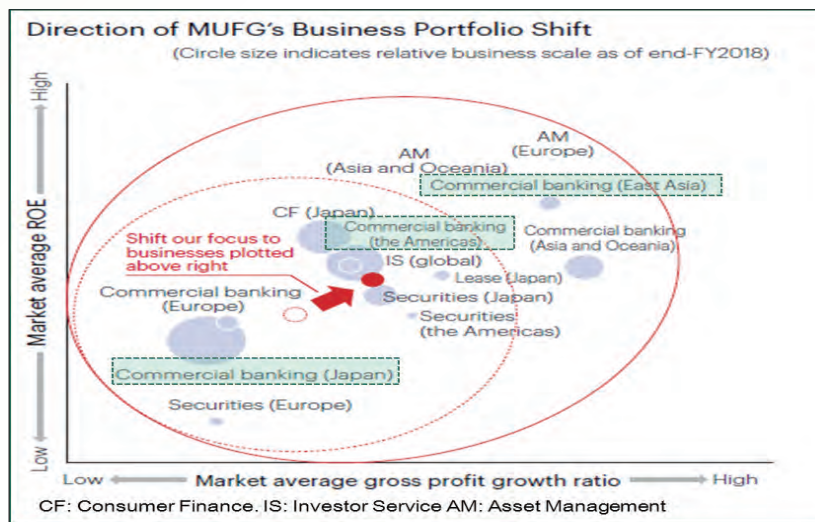 Direction of MUFG's Business Portfolio Shift
(Circle size indicates relative business scale as of end-FY2018)
High
Market average ROE
Low
AM
(Asia and Oceania)
AM
(Europe)
Commercial banking (East Asia)
CF (Japan)
Commercial banking
(the Americas)
Commercial banking
(Asia and Oceania)
Shift our focus to
businesses plotted
above right
IS (global)
Lease (Japan)
Commercial banking
(Europe)
Securities (Japan)
Securities
(the Americas)
Commercial banking (Japan)
Securities (Europe)
Low
Market average gross profit growth ratio
High
CF: Consumer Finance. IS: Investor Service AM: Asset Management